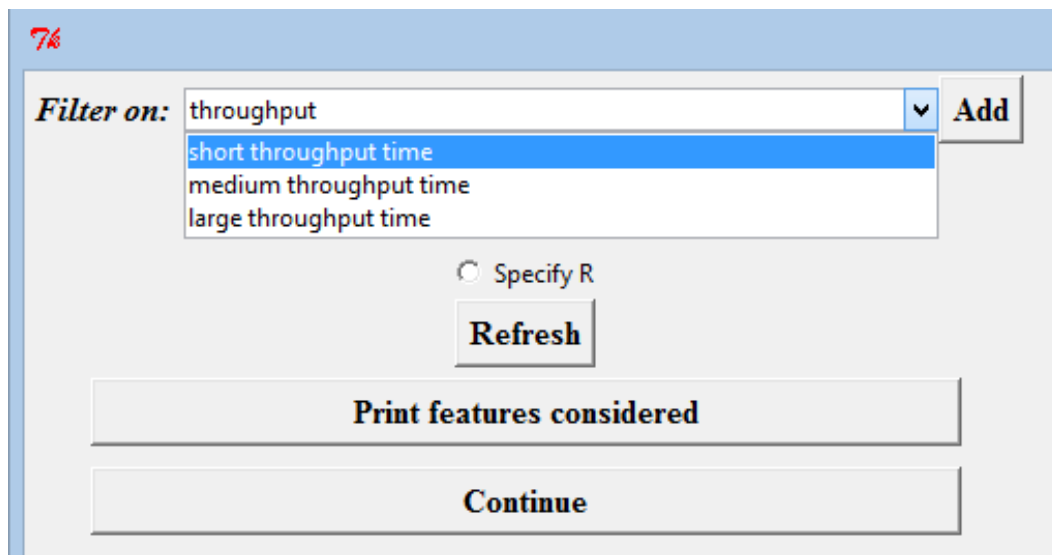 Filter on: throughput Add
short throughput time
medium throughput time
large throughput time
Specify R
Refresh
Print features considered
Continue